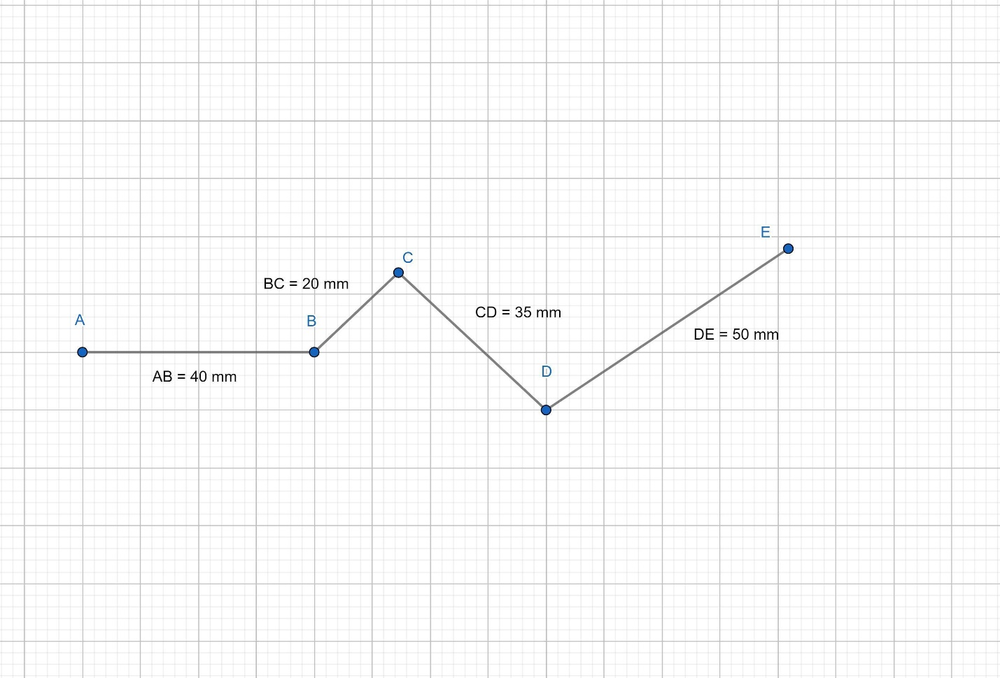 E
C
BC = 20 mm
CD = 35 mm
A
B
DE = 50 mm
D
AB = 40 mm